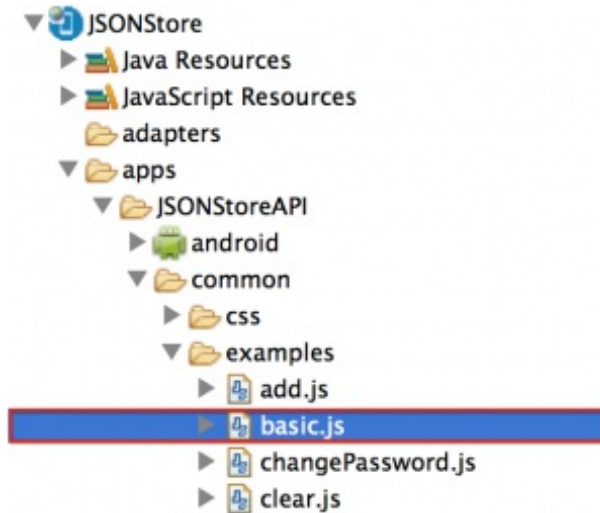 JSONStore
Java Resources
JavaScript Resources
adapters
apps
JSONStoreAPI
android
common
css
examples
add.js
basic.js
changePassword.js
clear.js